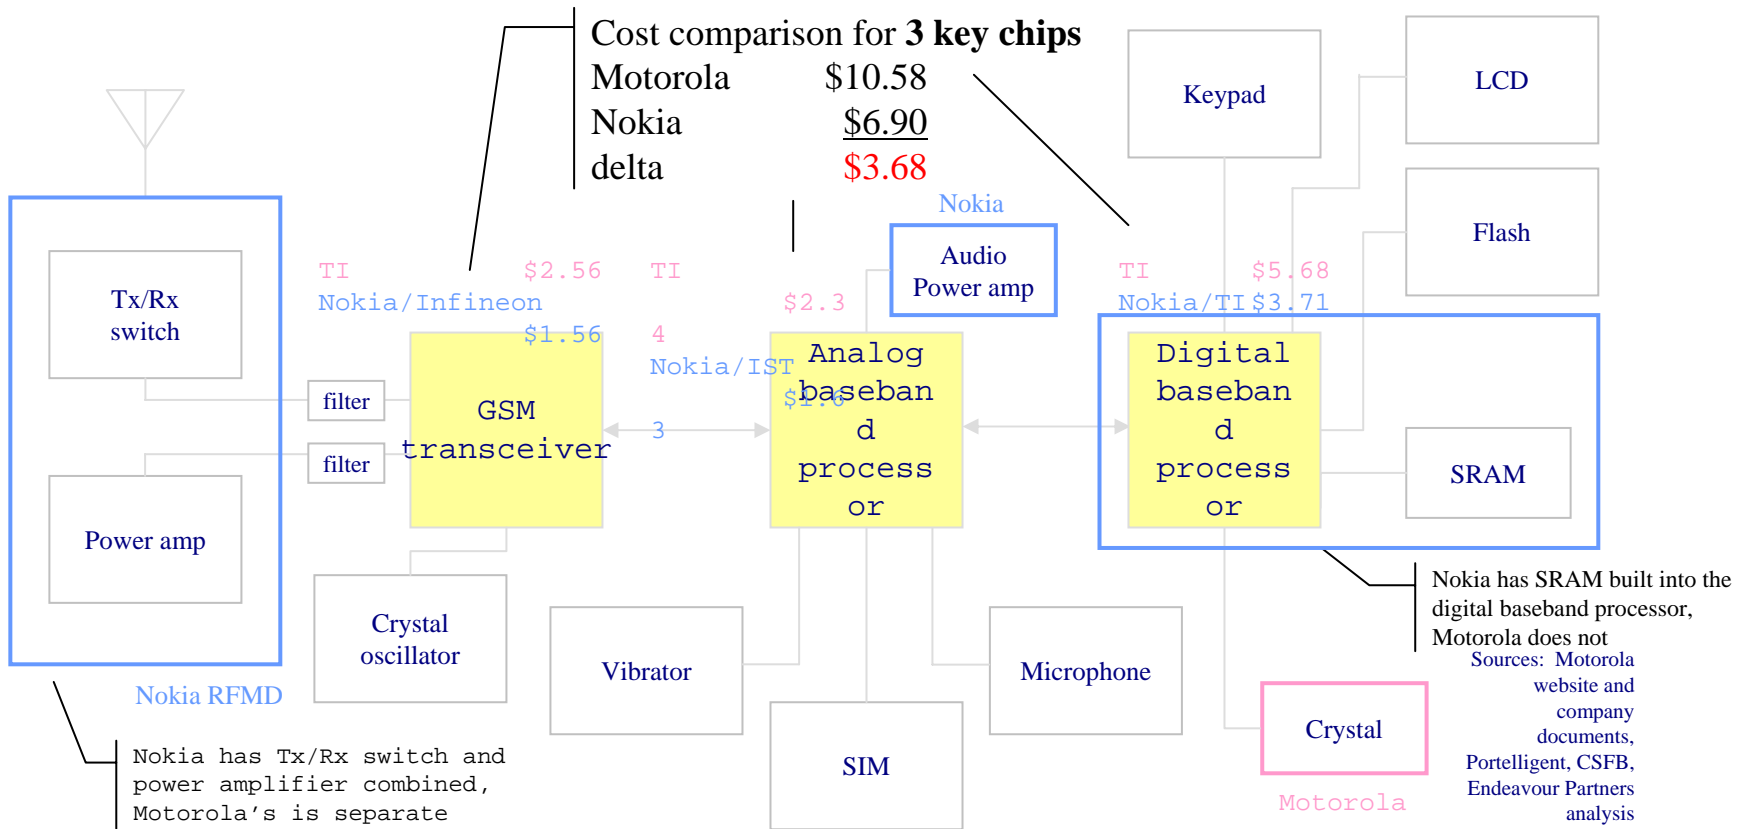 Cost comparison for 3 key chips
Motorola $10.58
Nokia $6.90
delta $3.68
Keypad
LCD
Flash
Nokia
Audio
Power amp
TI $2.56
Nokia/Infineon
$1.56
TI
$2.3
4
Nokia/IST
$1.6
3
TI $5.68
Nokia/TI $3.71
Tx/Rx
switch
filter
filter
Power amp
GSM
transceiver
Analog
baseban
d
process
or
Digital
baseban
d
process
or
SRAM
Crystal
oscillator
Vibrator
SIM
Microphone
Crystal
Motorola
Nokia RFMD
Nokia has Tx/Rx switch and
power amplifier combined,
Motorola's is separate
Nokia has SRAM built into the
digital baseband processor,
Motorola does not
Sources: Motorola
website and
company
documents,
Portelligent, CSFB,
Endeavour Partners
analysis